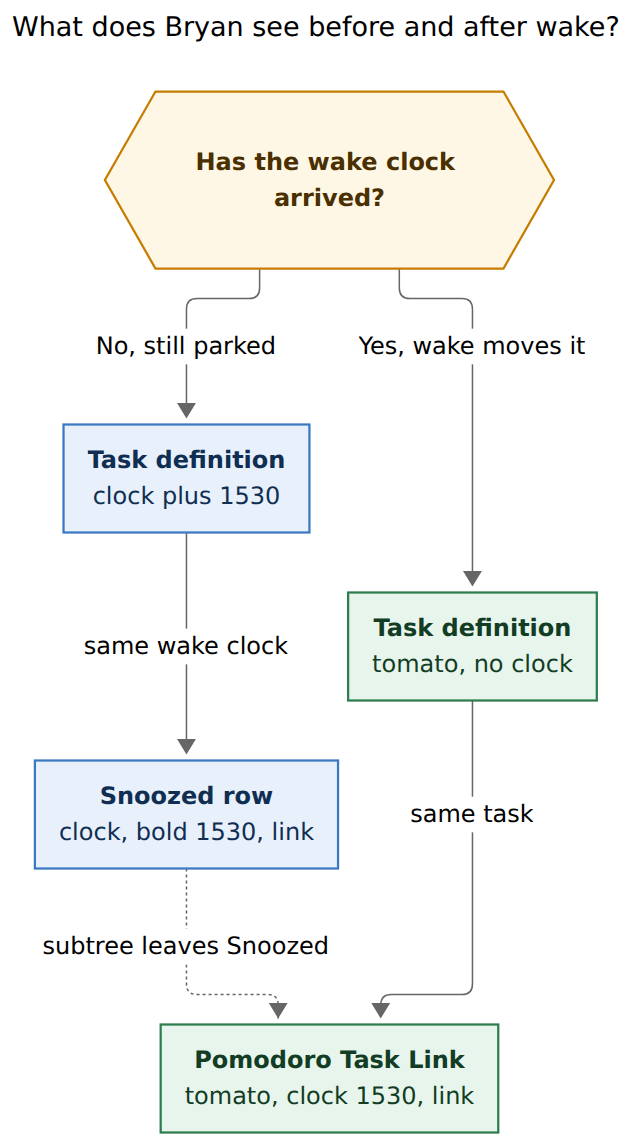 What does Bryan see before and after wake?
Has the wake clock
arrived?
No, still parked
Yes, wake moves it
Task definition
clock plus 1530
Task definition
tomato, no clock
same wake clock
Snoozed row
clock, bold 1530, link
same task
subtree leaves Snoozed
Pomodoro Task Link
tomato, clock 1530, link